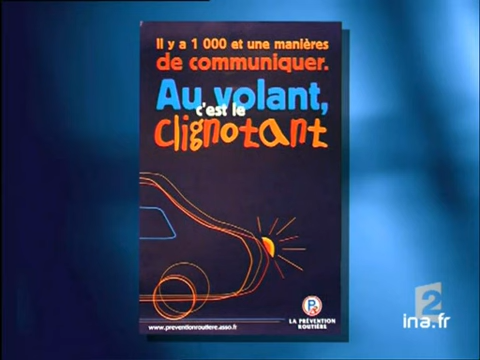 Il y a 1 000 et une manières
de communiquer.
Au volant,
c'est le
clignotant
www.preventionroutiere.asso.fr
P
LA PRÉVENTION
ROUTIÈRE
2
ina.fr